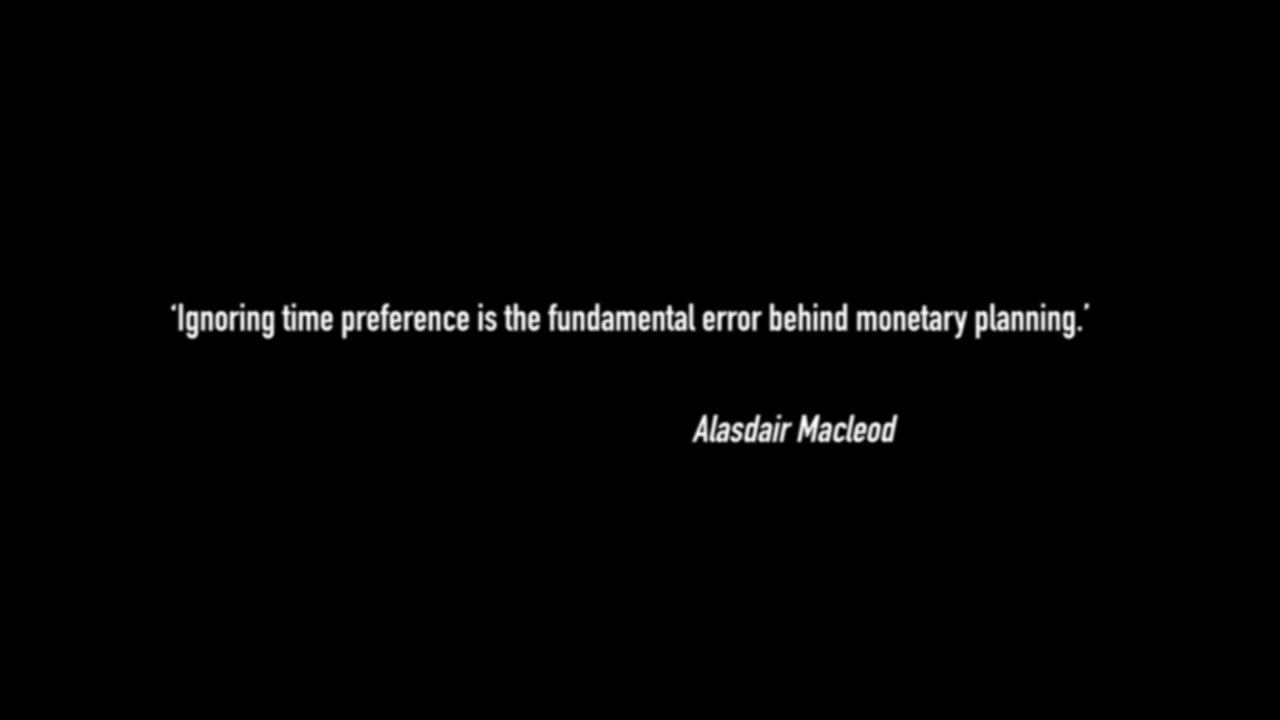 ‘Ignoring time preference is the fundamental error behind monetary planning.’
Alasdair Macleod